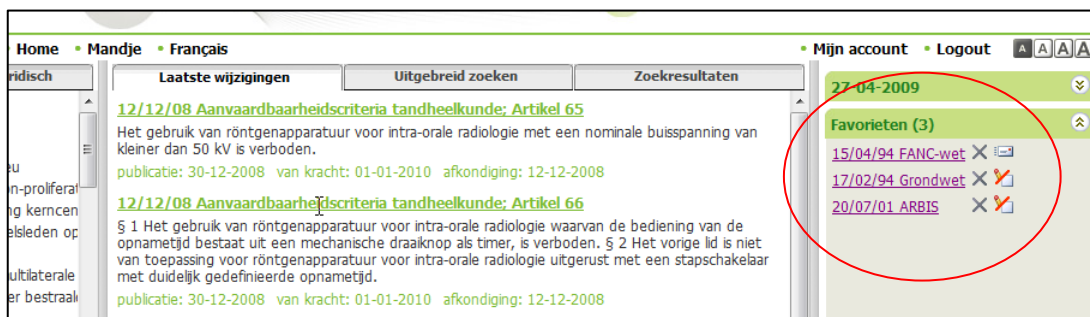 Home • Mandje • Français • Mijn account • Logout A A A A
ridisch Laatste wijzigingen Uitgebreid zoeken Zoekresultaten
12/12/08 Aanvaardbaarheidscriteria tandheelkunde; Artikel 65
Het gebruik van röntgenapparatuur voor intra-orale radiologie met een nominale buisspanning van
kleiner dan 50 kV is verboden.
publicatie: 30-12-2008 van kracht: 01-01-2010 afkondiging: 12-12-2008
12/12/08 Aanvaardbaarheidscriteria tandheelkunde; Artikel 66
§ 1 Het gebruik van röntgenapparatuur voor intra-orale radiologie waarvan de bediening van de
opnametijd bestaat uit een mechanische draaiknop als timer, is verboden. § 2 Het vorige lid is niet
van toepassing voor röntgenapparatuur voor intra-orale radiologie uitgerust met een stapschakelaar
met duidelijk gedefinieerde opnametijd.
publicatie: 30-12-2008 van kracht: 01-01-2010 afkondiging: 12-12-2008
eu
on-proliferat
ng kerncen
elsleden op
ultilaterale
er bestraal
27-04-2009
Favorieten (3)
15/04/94 FANC-wet
17/02/94 Grondwet
20/07/01 ARBIS